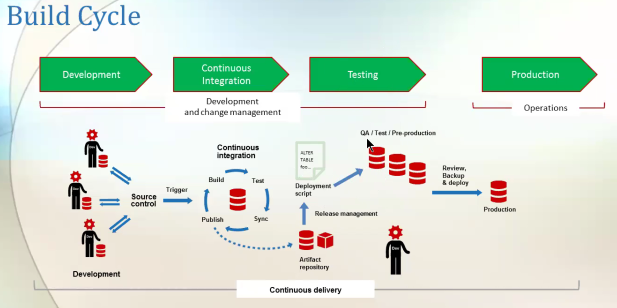 Build Cycle
Development
Continuous
Integration
Testing
Production
Development
and change management
Operations
QA / Test / Pre-production
Continuous
integration
ALTER
TABLE
foo...
Build
Test
Review,
Backup
& deploy
Trigger
Deployment
script
Source
control
Production
Publish
Sync
Release management
Dev
Artifact
repository
Development
Continuous delivery